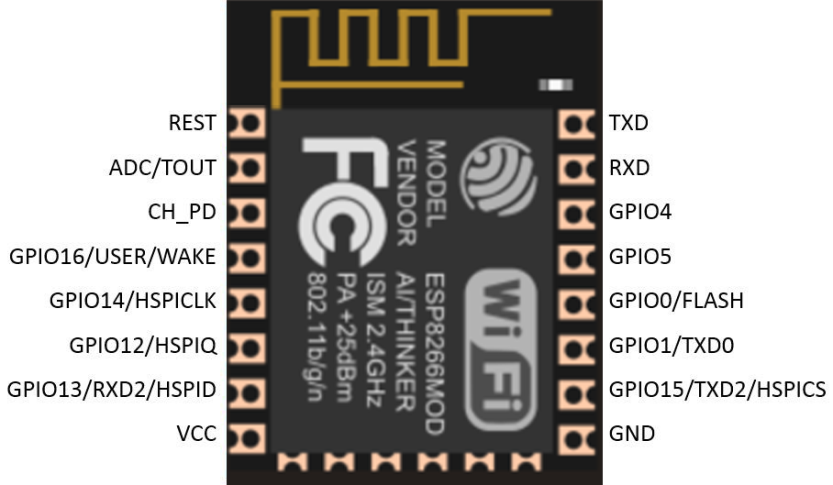 REST
ADC/TOUT
CH_PD
GPIO16/USER/WAKE
GPIO14/HSPICLK
GPIO12/HSPIQ
GPIO13/RXD2/HSPID
VCC
TXD
RXD
GPIO4
GPIO5
GPIO0/FLASH
GPIO1/TXD0
GPIO15/TXD2/HSPICS
GND
MODEL ESP8266MOD
VENDOR AI/THINKER
ISM 2.4GHz
PA +25dBm
802.11b/g/n
FC
Wi Fi